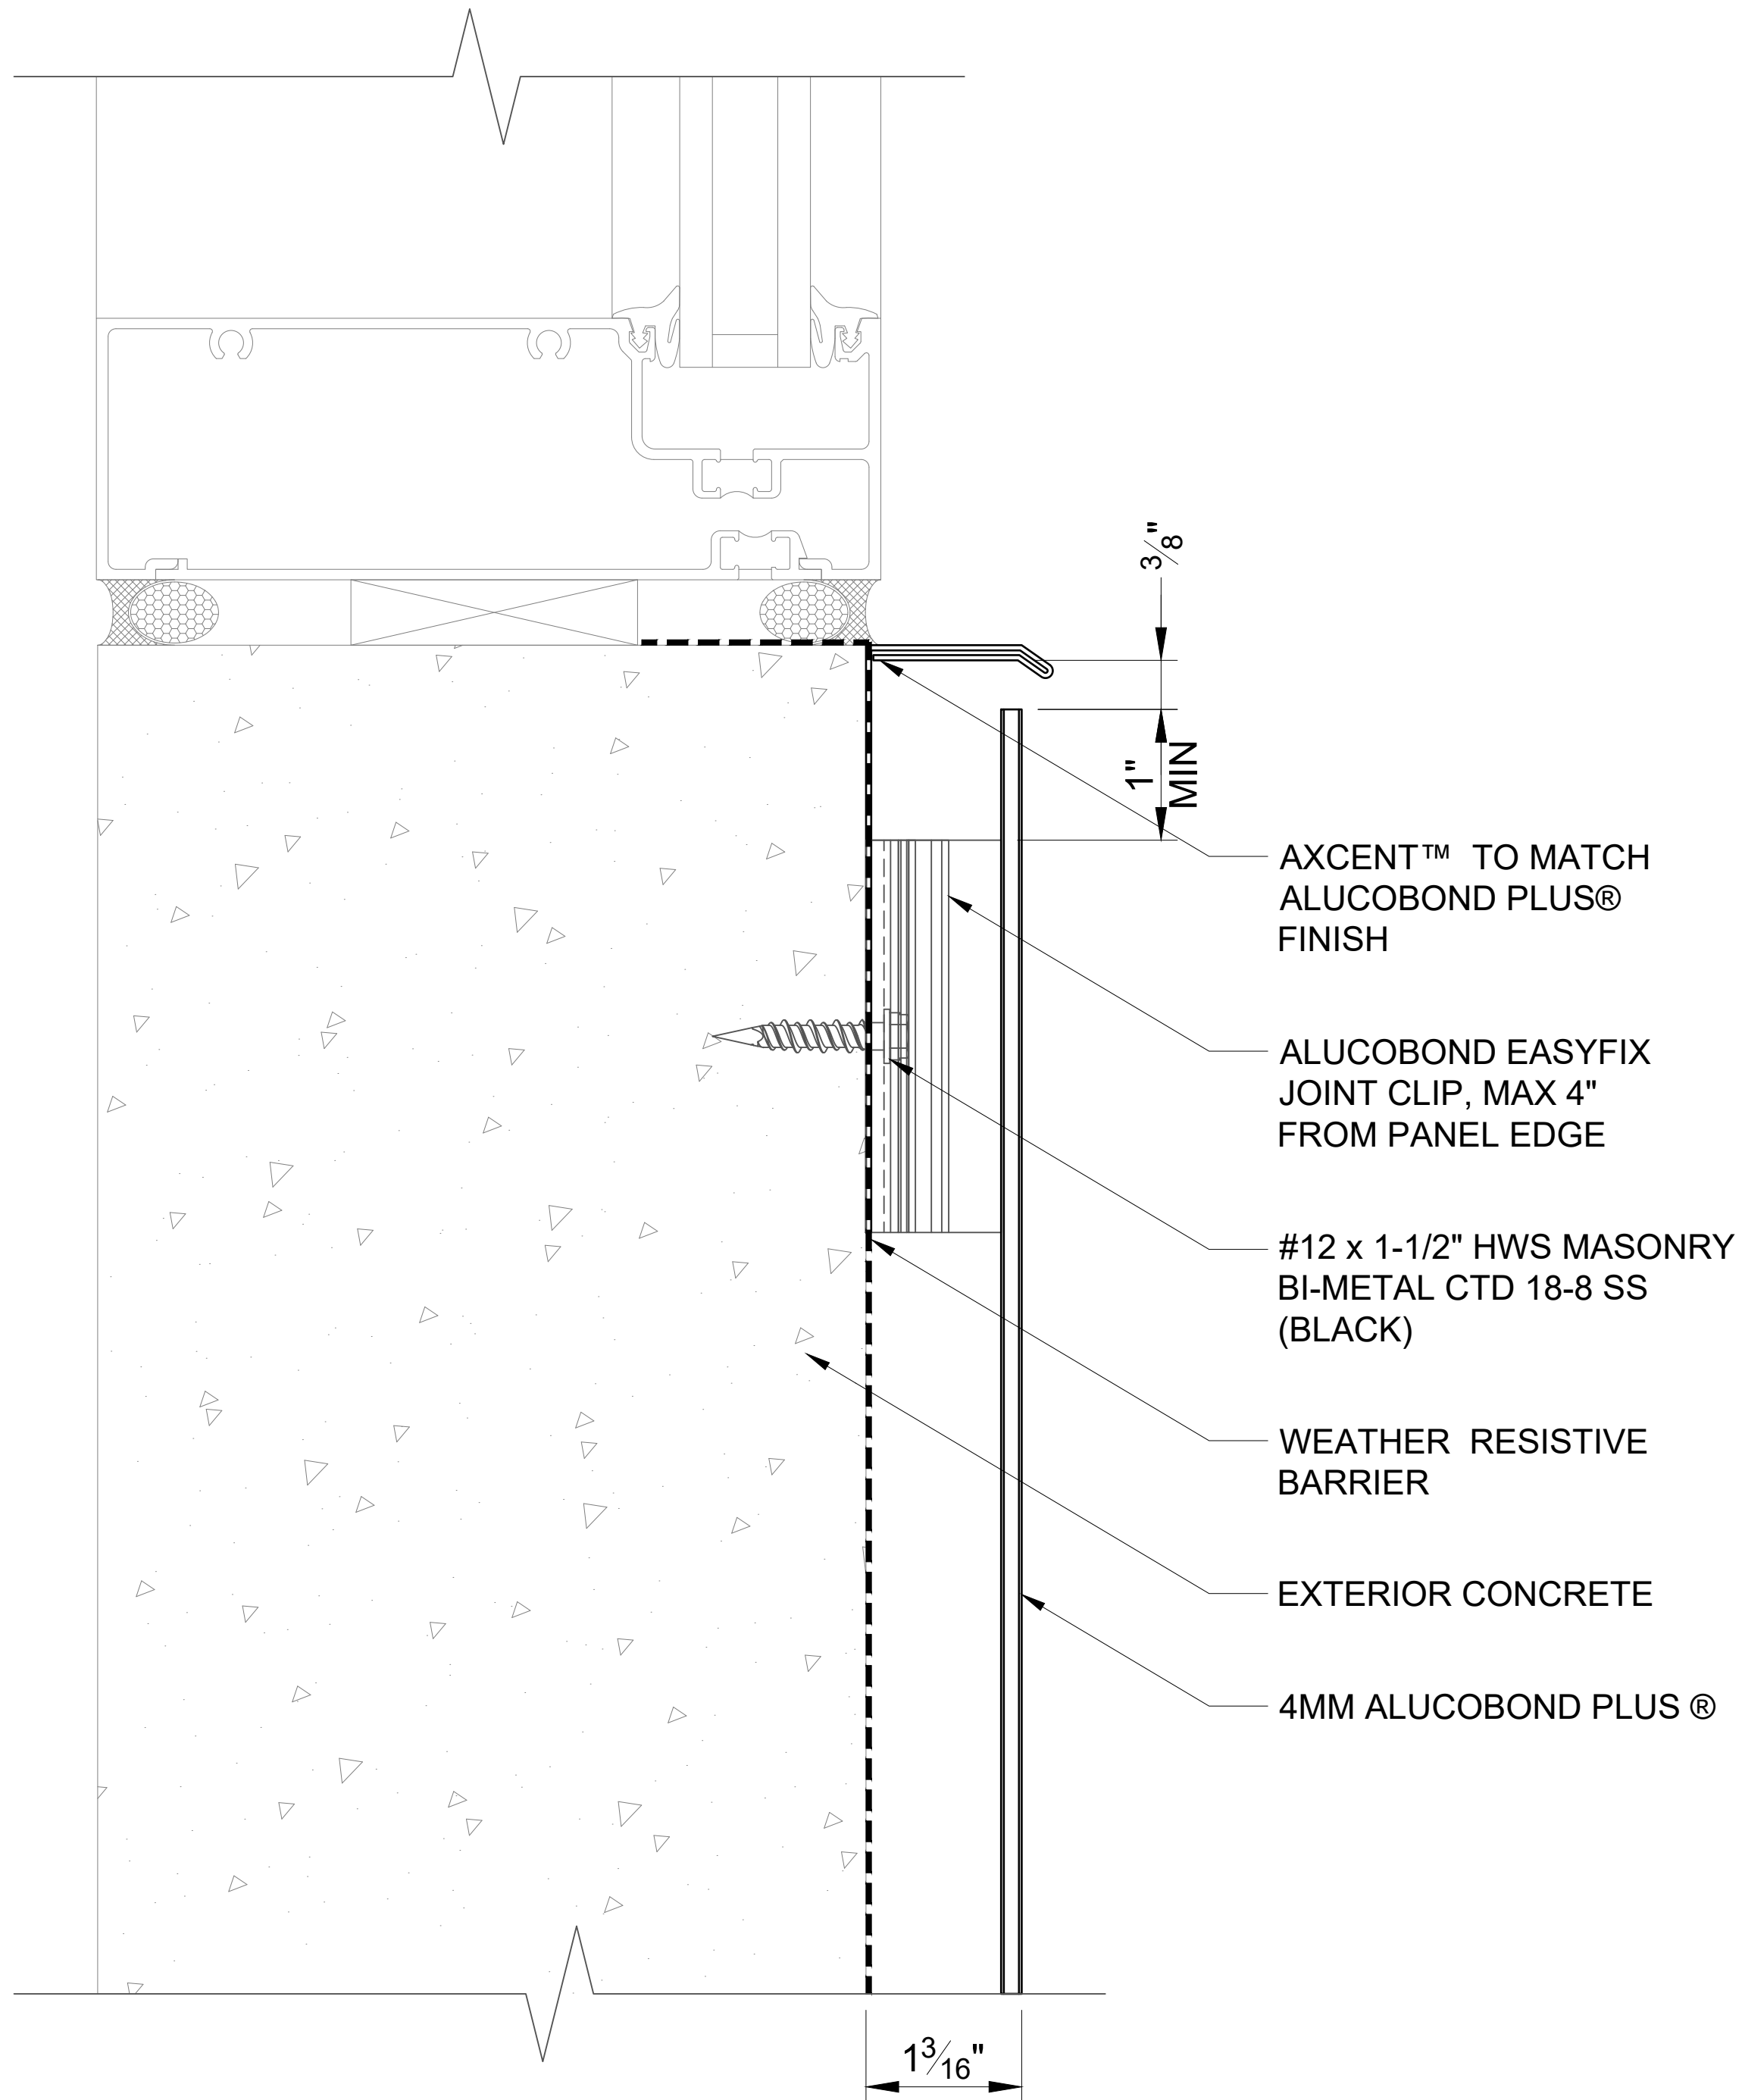 3/8"
1"
MIN
AXCENT™ TO MATCH
ALUCOBOND PLUS®
FINISH
ALUCOBOND EASYFIX
JOINT CLIP, MAX 4"
FROM PANEL EDGE
#12 x 1-1/2" HWS MASONRY
BI-METAL CTD 18-8 SS
(BLACK)
WEATHER RESISTIVE
BARRIER
EXTERIOR CONCRETE
4MM ALUCOBOND PLUS ®
1 3/16"